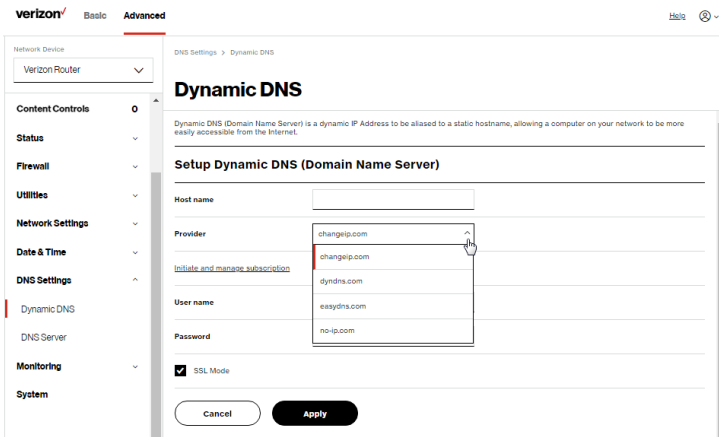 verizon✓ Basic Advanced Help
Network Device
Verizon Router
Content Controls 0
Status
Firewall
Utilities
Network Settings
Date & Time
DNS Settings
Dynamic DNS
DNS Server
Monitoring
System
DNS Settings > Dynamic DNS
Dynamic DNS
Dynamic DNS (Domain Name Server) is a dynamic IP Address to be aliased to a static hostname, allowing a computer on your network to be more
easily accessible from the Internet.
Setup Dynamic DNS (Domain Name Server)
Host name
Provider changeip.com
changeip.com
Initiate and manage subscription
dyndns.com
easydns.com
User name
no-ip.com
Password
SSL Mode
Cancel Apply